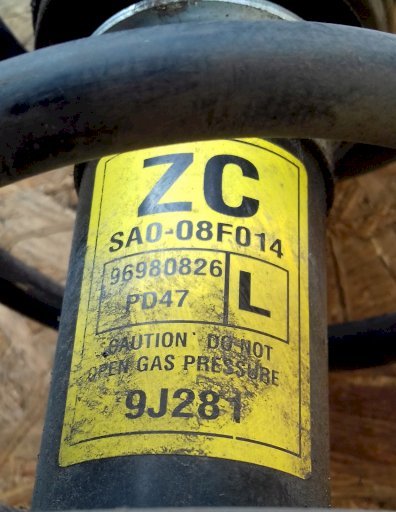 ZC
SA0-08F014
96980826
L
PD47
CAUTION DO NOT
OPEN GAS PRESSURE
9J281